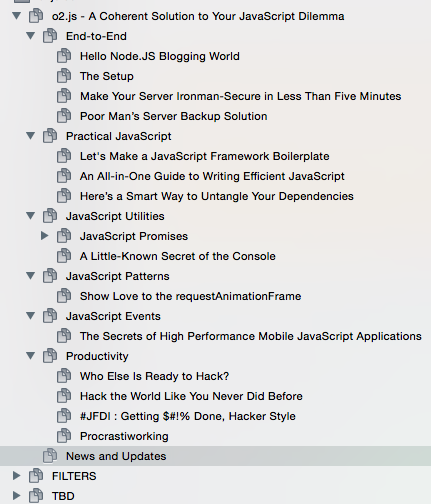 o2.js - A Coherent Solution to Your JavaScript Dilemma
End-to-End
Hello Node.JS Blogging World
The Setup
Make Your Server Ironman-Secure in Less Than Five Minutes
Poor Man's Server Backup Solution
Practical JavaScript
Let's Make a JavaScript Framework Boilerplate
An All-in-One Guide to Writing Efficient JavaScript
Here's a Smart Way to Untangle Your Dependencies
JavaScript Utilities
JavaScript Promises
A Little-Known Secret of the Console
JavaScript Patterns
Show Love to the requestAnimationFrame
JavaScript Events
The Secrets of High Performance Mobile JavaScript Applications
Productivity
Who Else Is Ready to Hack?
Hack the World Like You Never Did Before
#JFDI : Getting $#!% Done, Hacker Style
Procrastiworking
News and Updates
FILTERS
TBD